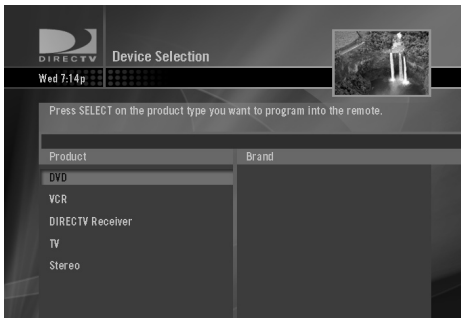 DIRECTV
Device Selection
Wed 7:14p
Press SELECT on the product type you want to program into the remote.
Product
Brand
DVD
VCR
DIRECTV Receiver
TV
Stereo